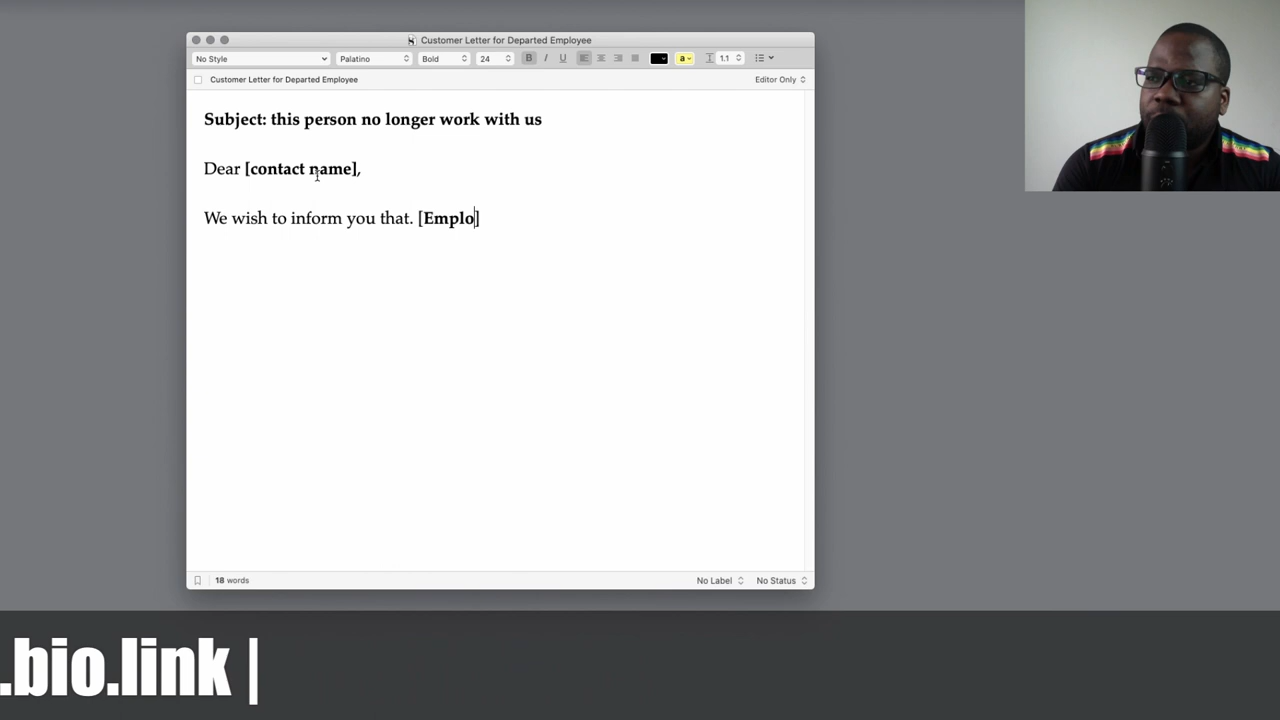 Customer Letter for Departed Employee
No Style Palatino Bold 24 B I U a 1.1
Customer Letter for Departed Employee Editor Only
Subject: this person no longer work with us
Dear [contact name],
We wish to inform you that. [Emplo]
18 words No Label No Status
.bio.link |